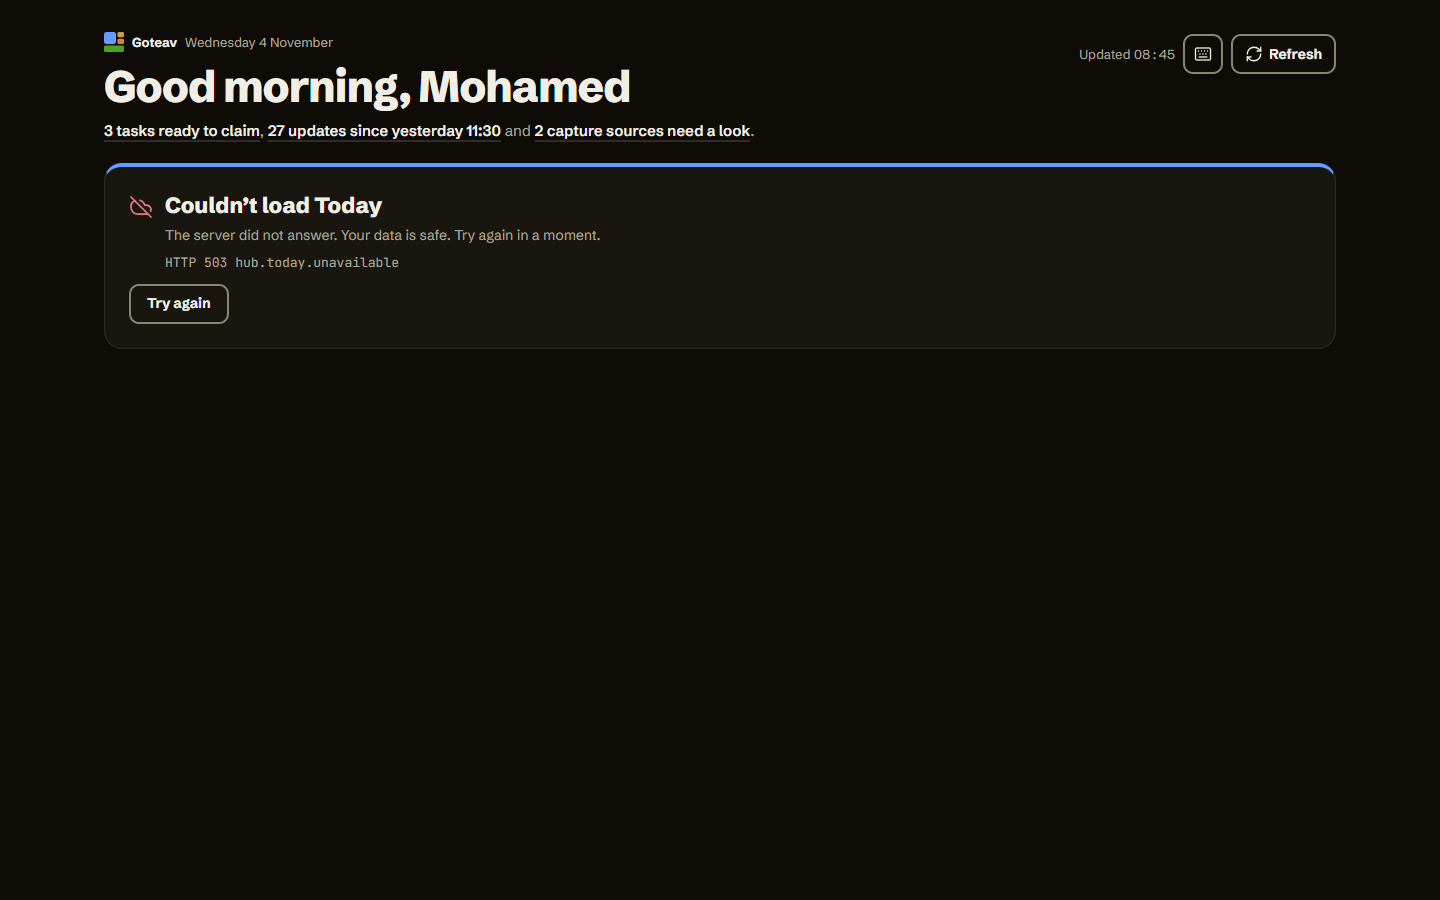 Goteav Wednesday 4 November
Updated 08:45
Refresh
Good morning, Mohamed
3 tasks ready to claim, 27 updates since yesterday 11:30 and 2 capture sources need a look.
Couldn’t load Today
The server did not answer. Your data is safe. Try again in a moment.
HTTP 503 hub.today.unavailable
Try again